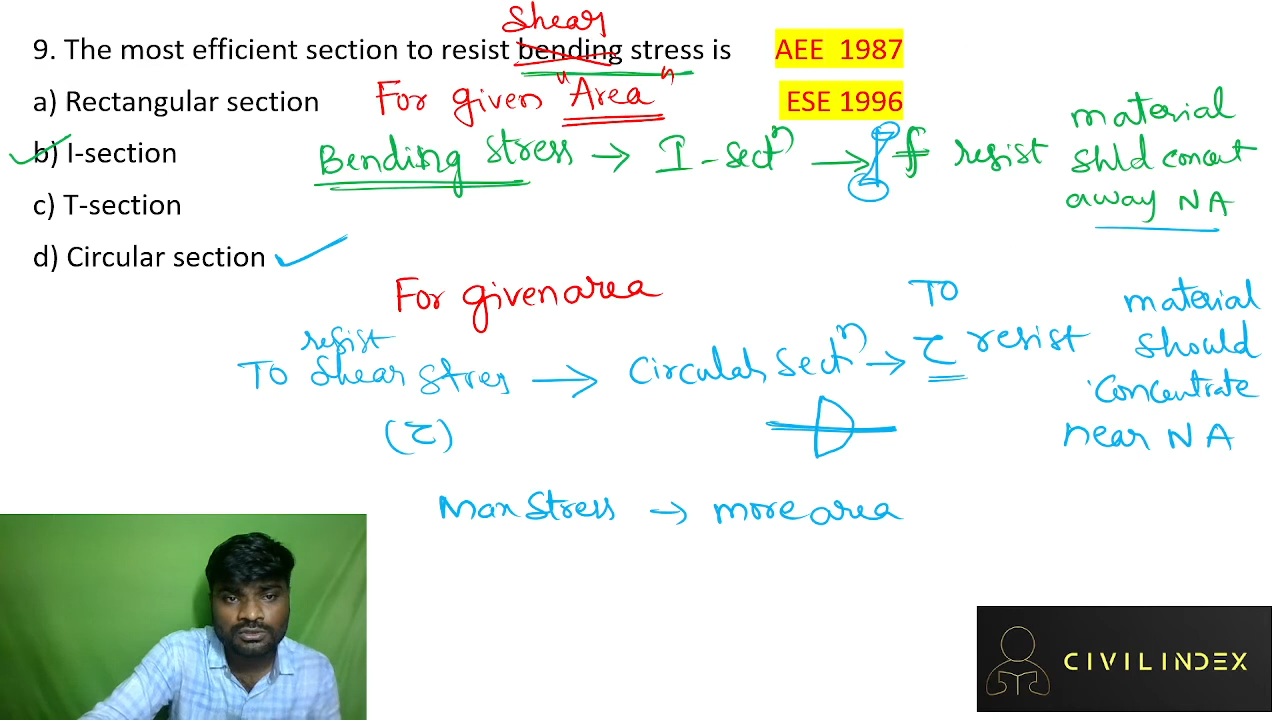 Shear
9. The most efficient section to resist bending stress is AEE 1987
a) Rectangular section For given "Area" ESE 1996
b) I-section Bending stress → I-sectn → f resist material shld concent away NA
c) T-section
d) Circular section
For given area
To resist shear stres (τ) → Circular sectn → To τ resist material should concentrate near NA
Max stress → more area
CIVILINDEX